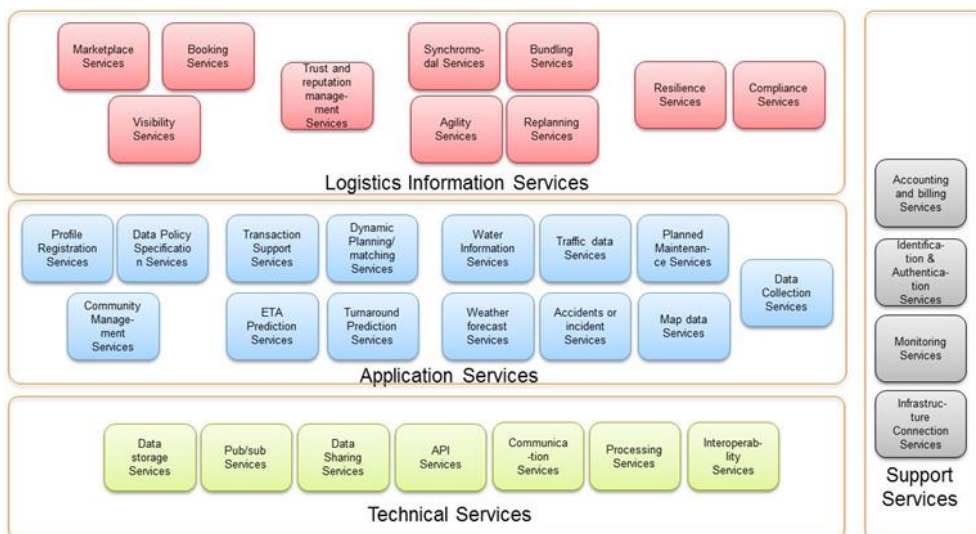 Marketplace
Services
Booking
Services
Visibility
Services
Trust and
reputation
manage-
ment
Services
Synchromo-
dal Services
Bundling
Services
Agility
Services
Replanning
Services
Resilience
Services
Compliance
Services
Logistics Information Services
Profile
Registration
Services
Data Policy
Specificatio
n Services
Community
Manage-
ment
Services
Transaction
Support
Services
Dynamic
Planning/
matching
Services
ETA
Prediction
Services
Turnaround
Prediction
Services
Water
Information
Services
Traffic data
Services
Planned
Maintenan-
ce Services
Weather
forecast
Services
Accidents or
incident
Services
Map data
Services
Data
Collection
Services
Application Services
Data
storage
Services
Pub/sub
Services
Data
Sharing
Services
API
Services
Communica
-tion
Services
Processing
Services
Interoperab-
ility
Services
Technical Services
Accounting
and billing
Services
Identifica-
tion &
Authentica-
tion
Services
Monitoring
Services
Infrastruc-
ture
Connection
Services
Support
Services